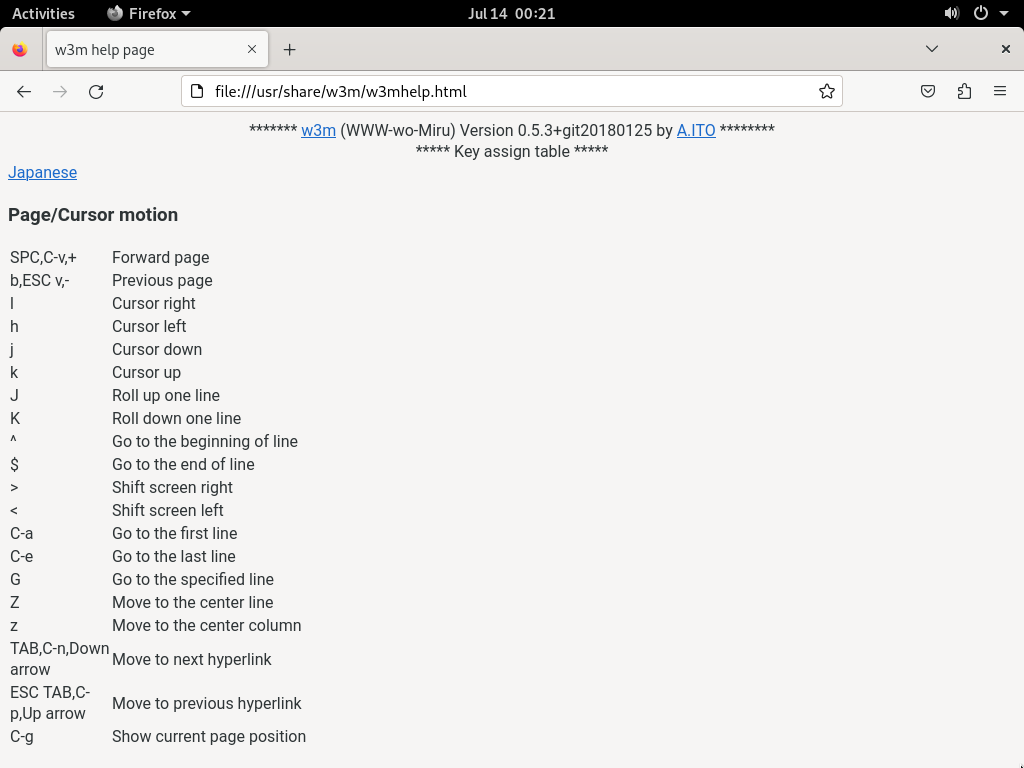 Activities Firefox Jul 14 00:21
w3m help page
file:///usr/share/w3m/w3mhelp.html
******* w3m (WWW-wo-Miru) Version 0.5.3+git20180125 by A.ITO ********
***** Key assign table *****
Japanese
Page/Cursor motion
SPC,C-v,+ Forward page
b,ESC v,- Previous page
l Cursor right
h Cursor left
j Cursor down
k Cursor up
J Roll up one line
K Roll down one line
^ Go to the beginning of line
$ Go to the end of line
> Shift screen right
< Shift screen left
C-a Go to the first line
C-e Go to the last line
G Go to the specified line
Z Move to the center line
z Move to the center column
TAB,C-n,Down
arrow Move to next hyperlink
ESC TAB,C-
p,Up arrow Move to previous hyperlink
C-g Show current page position